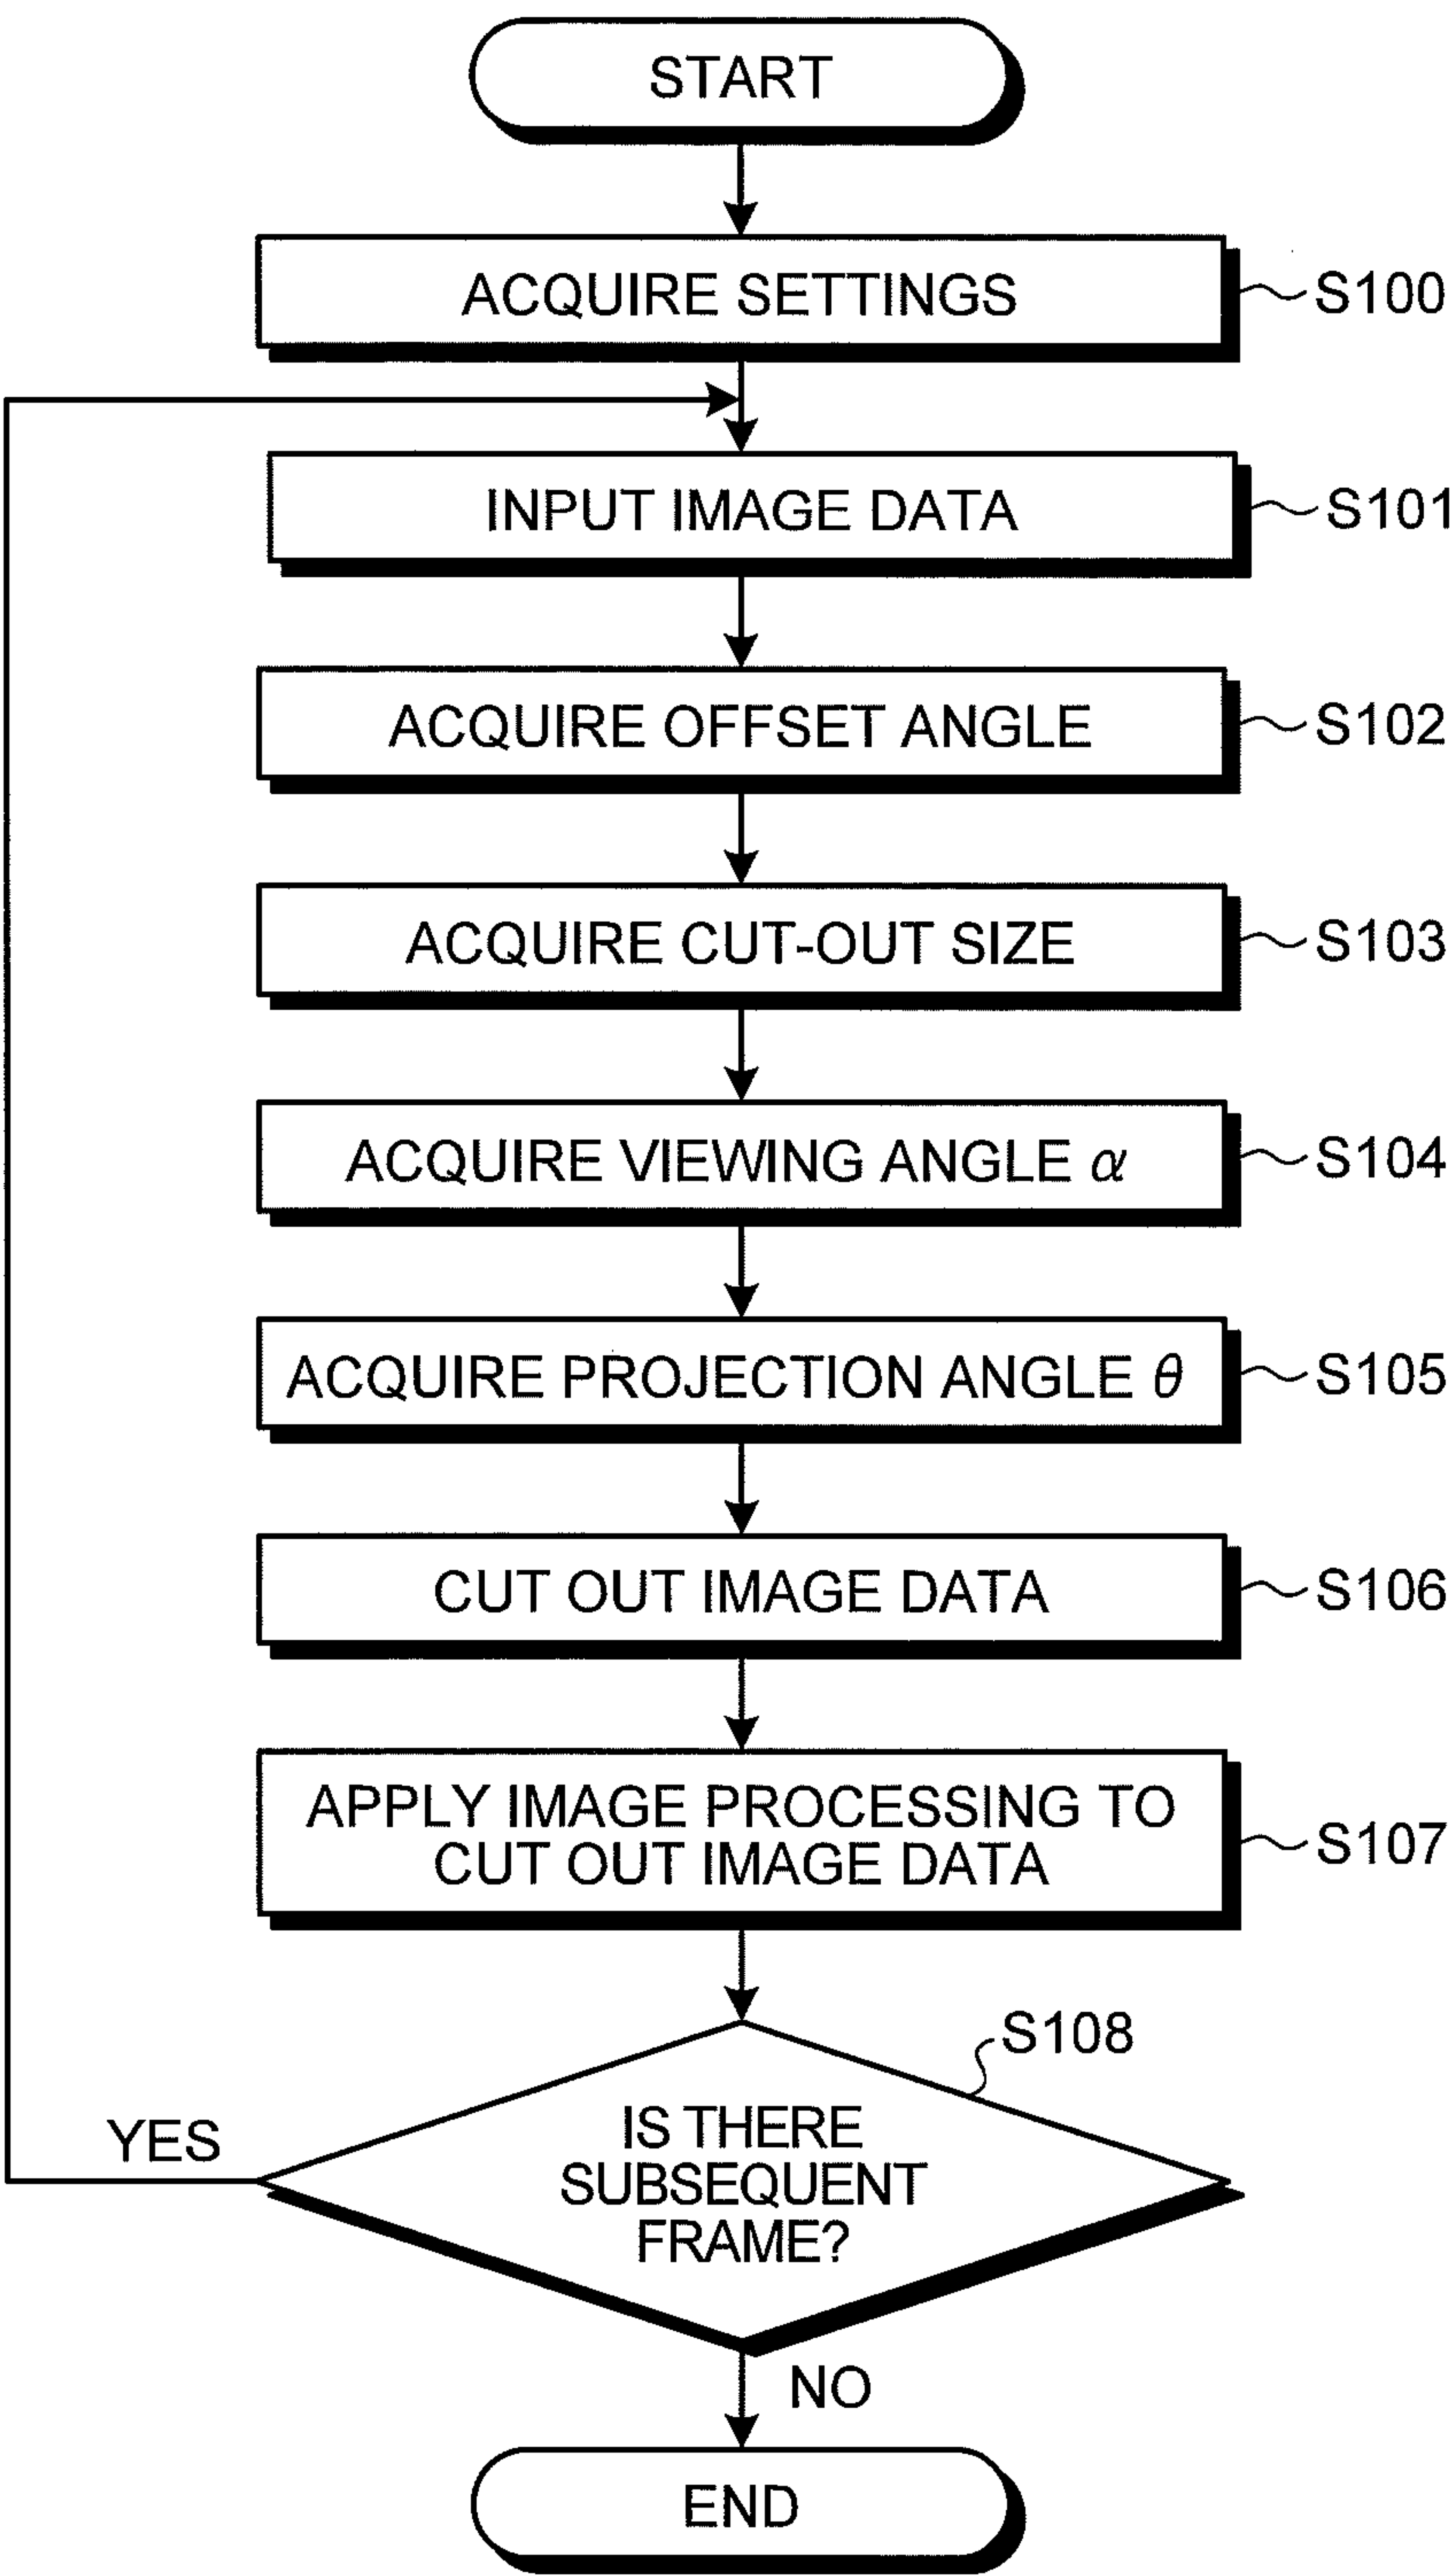 START
ACQUIRE SETTINGS
S100
INPUT IMAGE DATA
S101
ACQUIRE OFFSET ANGLE
S102
ACQUIRE CUT-OUT SIZE
S103
ACQUIRE VIEWING ANGLE α
S104
ACQUIRE PROJECTION ANGLE θ
S105
CUT OUT IMAGE DATA
S106
APPLY IMAGE PROCESSING TO
CUT OUT IMAGE DATA
S107
S108
IS THERE
SUBSEQUENT
FRAME?
YES
NO
END